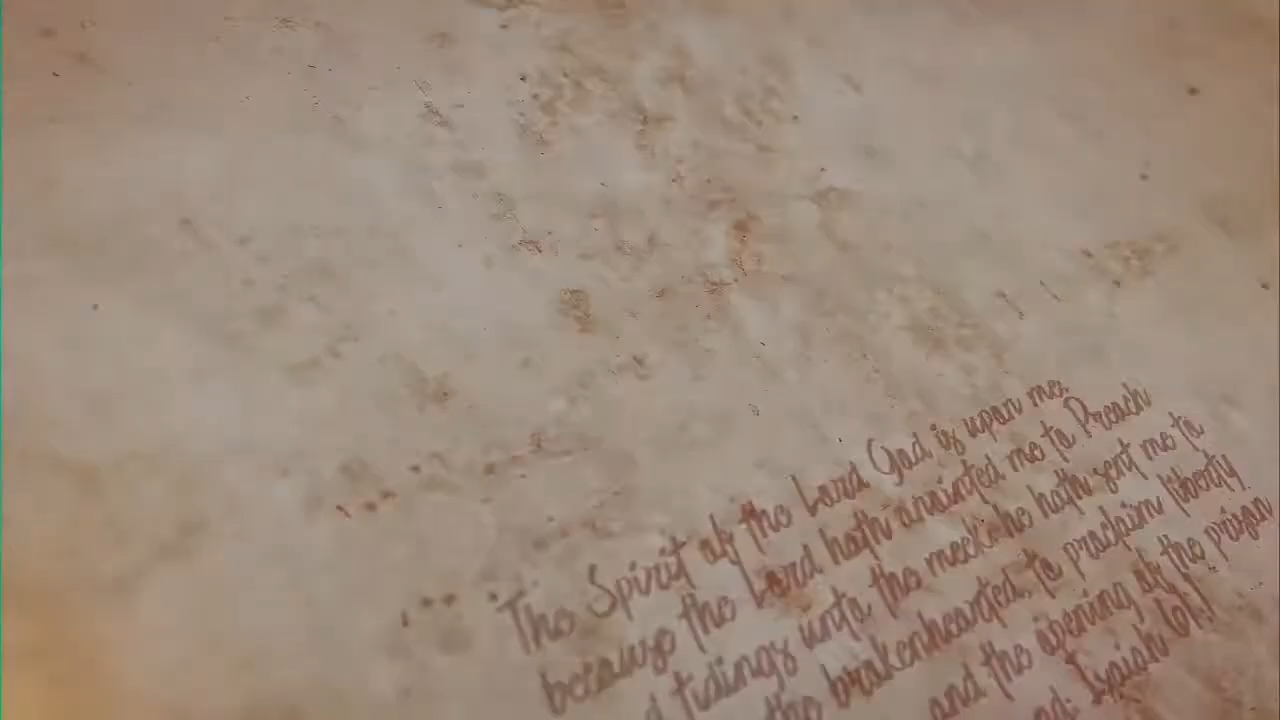 The Spirit of the Lord God is upon me;
because the Lord hath anointed me to Preach
tidings unto the meek; he hath sent me to
the brokenhearted, to proclaim liberty
and the opening of the prison
Isaiah 61:1